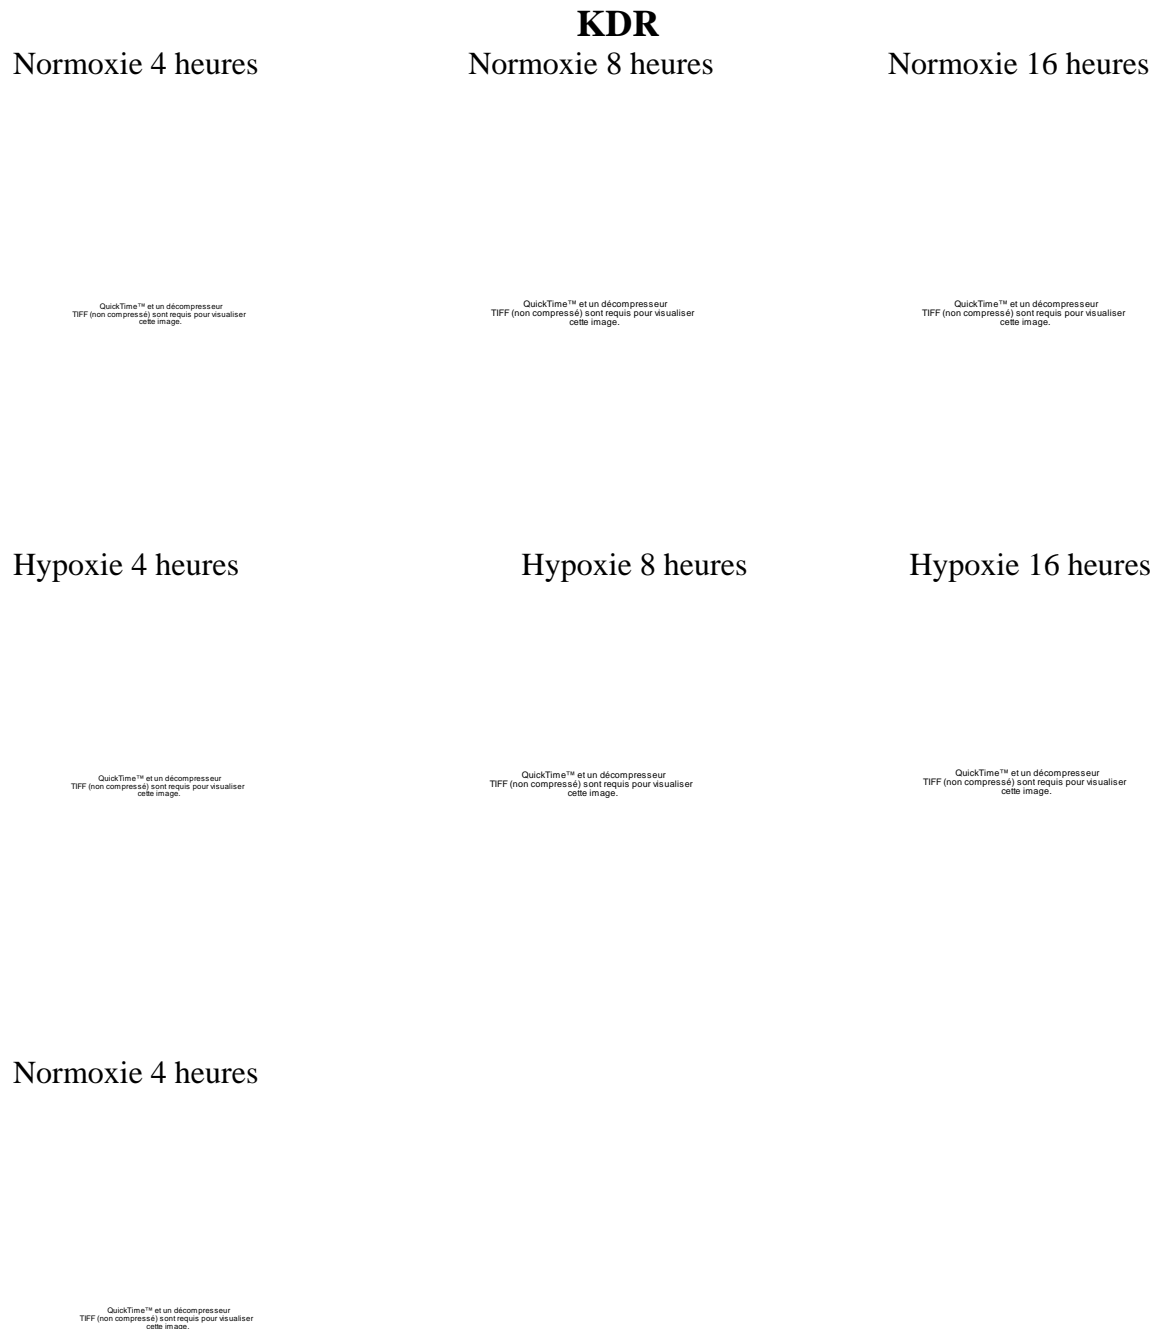 KDR
Normoxie 4 heures
Normoxie 8 heures
Normoxie 16 heures
QuickTime™ et un décompresseur
TIFF (non compressé) sont requis pour visualiser
cette image.
QuickTime™ et un décompresseur
TIFF (non compressé) sont requis pour visualiser
cette image.
QuickTime™ et un décompresseur
TIFF (non compressé) sont requis pour visualiser
cette image.
Hypoxie 4 heures
Hypoxie 8 heures
Hypoxie 16 heures
QuickTime™ et un décompresseur
TIFF (non compressé) sont requis pour visualiser
cette image.
QuickTime™ et un décompresseur
TIFF (non compressé) sont requis pour visualiser
cette image.
QuickTime™ et un décompresseur
TIFF (non compressé) sont requis pour visualiser
cette image.
Normoxie 4 heures
QuickTime™ et un décompresseur
TIFF (non compressé) sont requis pour visualiser
cette image.